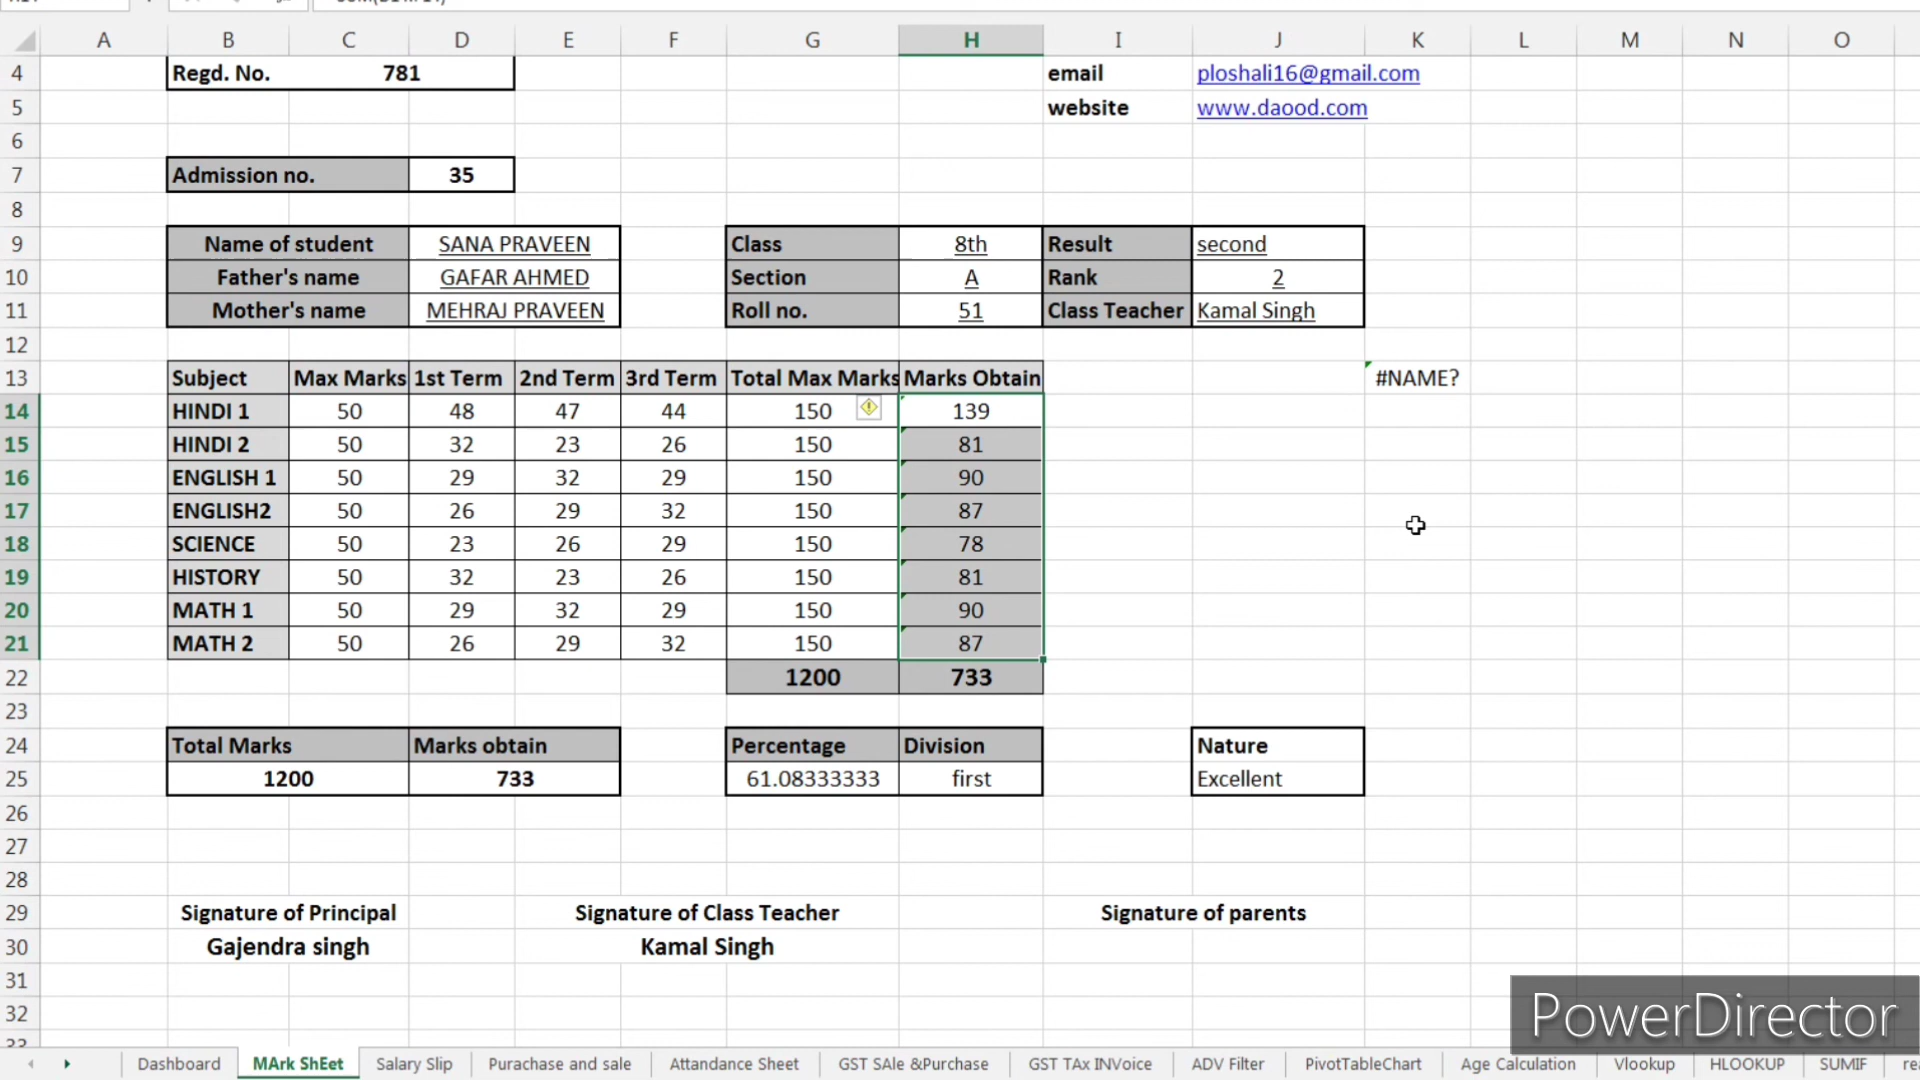 A B C D E F G H I J K L M N O
4 Regd. No. 781 email ploshali16@gmail.com
5 website www.daood.com
6
7 Admission no. 35
8
9 Name of student SANA PRAVEEN Class 8th Result second
10 Father's name GAFAR AHMED Section A Rank 2
11 Mother's name MEHRAJ PRAVEEN Roll no. 51 Class Teacher Kamal Singh
12
13 Subject Max Marks 1st Term 2nd Term 3rd Term Total Max Marks Marks Obtain #NAME?
14 HINDI 1 50 48 47 44 150 139
15 HINDI 2 50 32 23 26 150 81
16 ENGLISH 1 50 29 32 29 150 90
17 ENGLISH2 50 26 29 32 150 87
18 SCIENCE 50 23 26 29 150 78
19 HISTORY 50 32 23 26 150 81
20 MATH 1 50 29 32 29 150 90
21 MATH 2 50 26 29 32 150 87
22 1200 733
23
24 Total Marks Marks obtain Percentage Division Nature
25 1200 733 61.08333333 first Excellent
26
27
28
29 Signature of Principal Signature of Class Teacher Signature of parents
30 Gajendra singh Kamal Singh
31
32
PowerDirector
Dashboard MArk ShEet Salary Slip Purachase and sale Attandance Sheet GST SAle &Purchase GST TAx INVoice ADV Filter PivotTableChart Age Calculation Vlookup HLOOKUP SUMIF